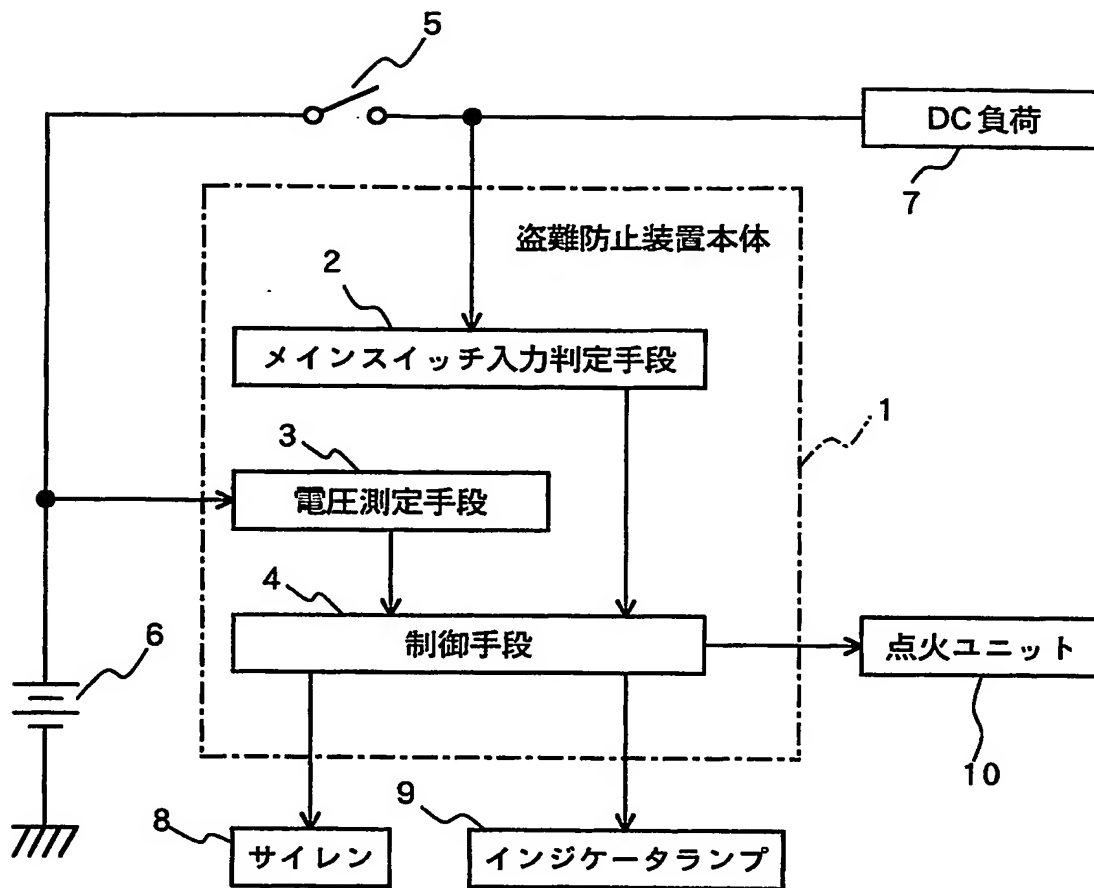 5
DC負荷
7
盗難防止装置本体
2
メインスイッチ入力判定手段
1
3
電圧測定手段
4
制御手段
点火ユニット
6
10
8
サイレン
9
インジケータランプ